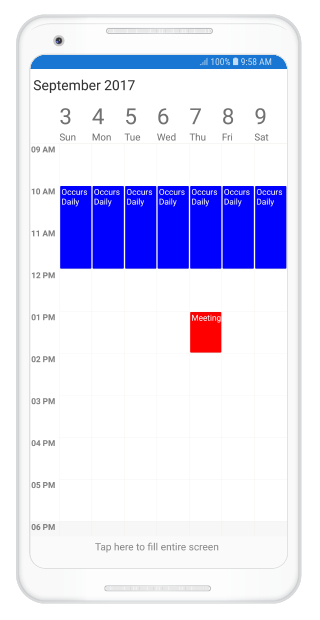 100% 9:58 AM
September 2017
3 4 5 6 7 8 9
Sun Mon Tue Wed Thu Fri Sat
09 AM
10 AM
Occurs Occurs Occurs Occurs Occurs Occurs Occurs
Daily Daily Daily Daily Daily Daily Daily
11 AM
12 PM
01 PM
Meeting
02 PM
03 PM
04 PM
05 PM
06 PM
Tap here to fill entire screen